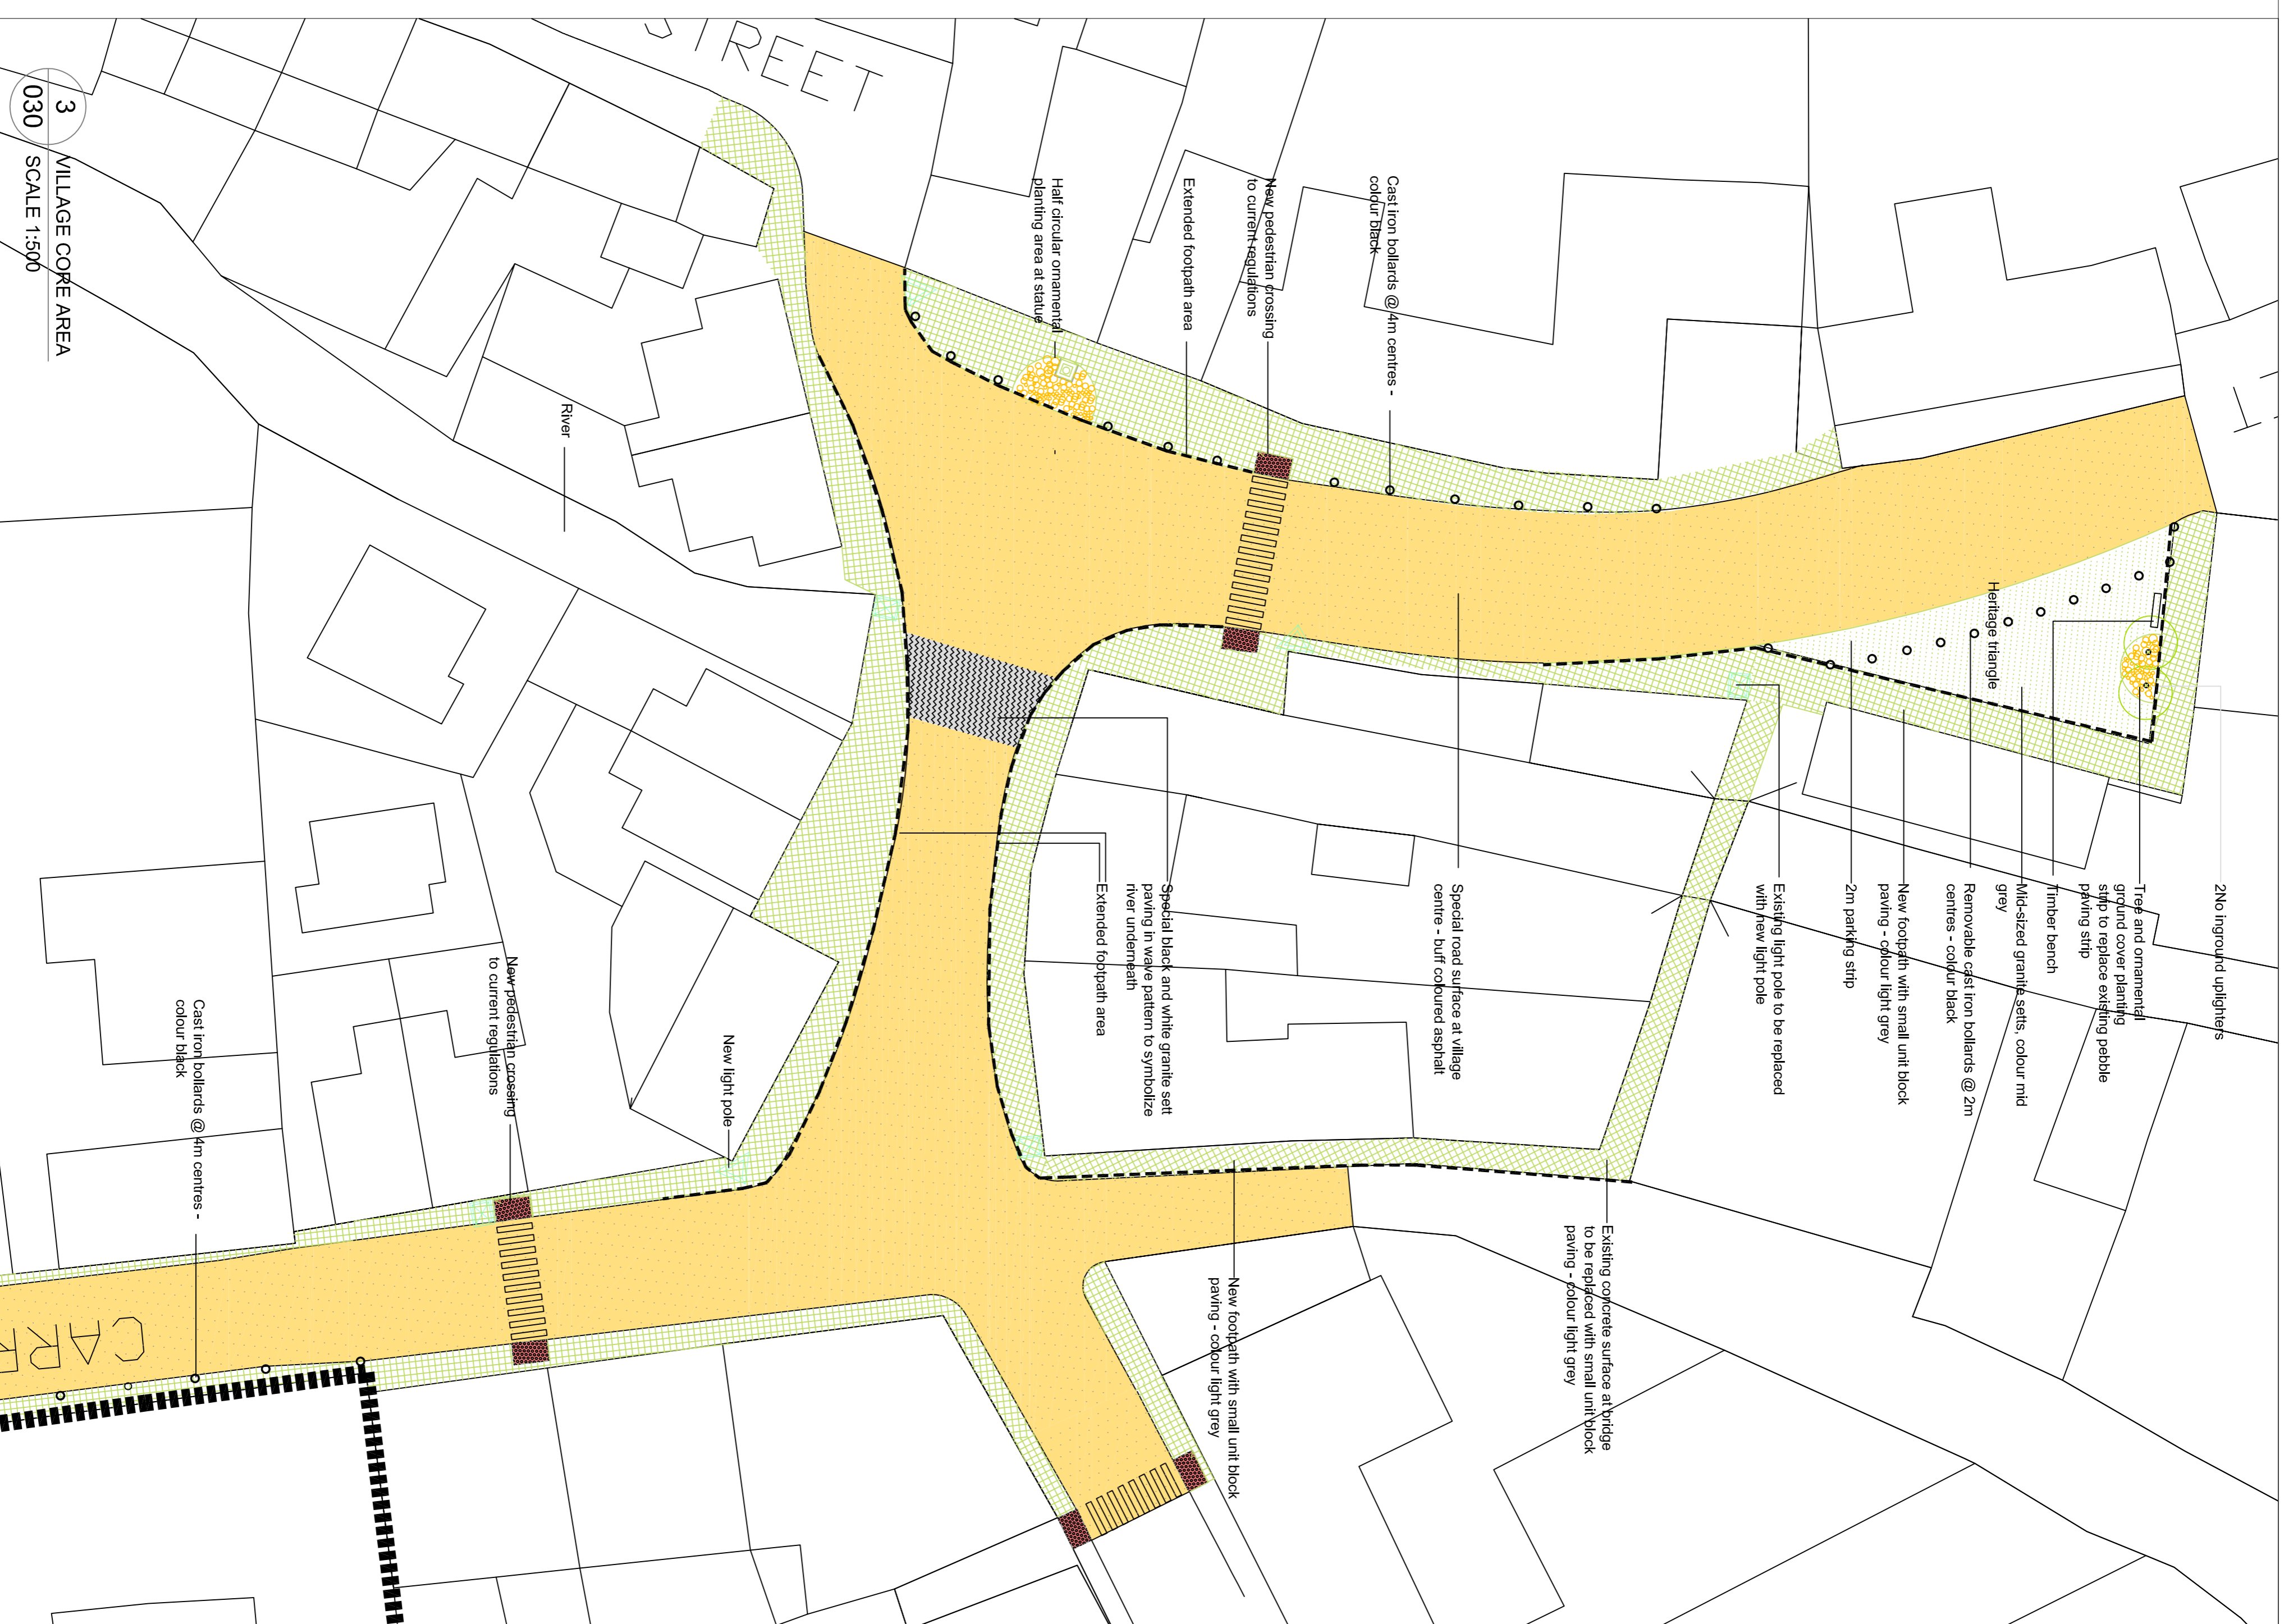 2No inground uplighters
Tree and ornamental
ground cover planting
strip to replace existing pebble
paving strip
Timber bench
Mid-sized granite setts, colour mid
grey
Heritage triangle
Removable cast iron bollards @ 2m
centres - colour black
New footpath with small unit block
paving - colour light grey
2m parking strip
Existing light pole to be replaced
with new light pole
Existing concrete surface at bridge
to be replaced with small unit block
paving - colour light grey
Special road surface at village
centre - buff coloured asphalt
Cast iron bollards @ 4m centres -
colour black
New pedestrian crossing
to current regulations
New footpath with small unit block
paving - colour light grey
Extended footpath area
Special black and white granite sett
paving in wave pattern to symbolize
river underneath
Extended footpath area
Half circular ornamental
planting area at statue
STREET
New light pole
River
New pedestrian crossing
to current regulations
Cast iron bollards @ 4m centres -
colour black
3
030
VILLAGE CORE AREA
SCALE 1:500